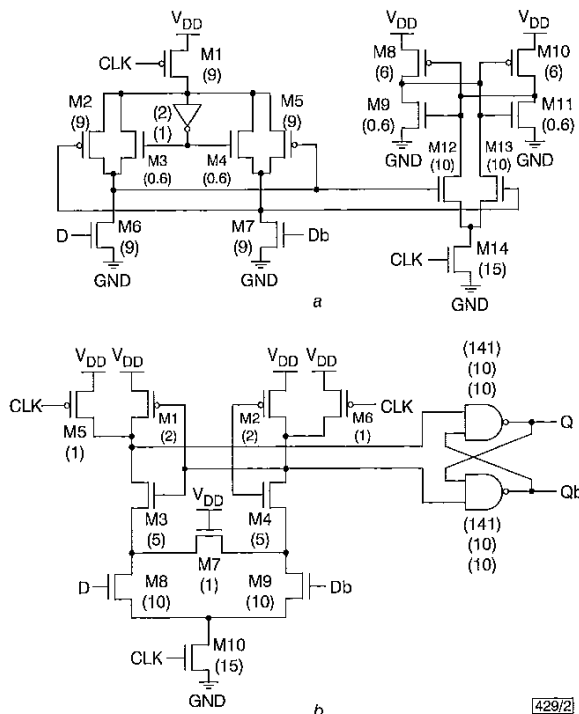 VDD
VDD
VDD
CLK
M1
(9)
M8
(6)
M10
(6)
M2
(9)
(2)
(1)
M5
(9)
M9
(0.6)
M11
(0.6)
GND
GND
M3
(0.6)
M4
(0.6)
M12
(10)
M13
(10)
D
M6
(9)
M7
(9)
Db
GND
GND
CLK
M14
(15)
GND
a
VDD
VDD
VDD
VDD
CLK
M5
(1)
M1
(2)
M2
(2)
M6
(1)
CLK
(141)
(10)
(10)
Q
Qb
(141)
(10)
(10)
M3
(5)
VDD
M4
(5)
M7
(1)
D
M8
(10)
M9
(10)
Db
CLK
M10
(15)
GND
b
429/2